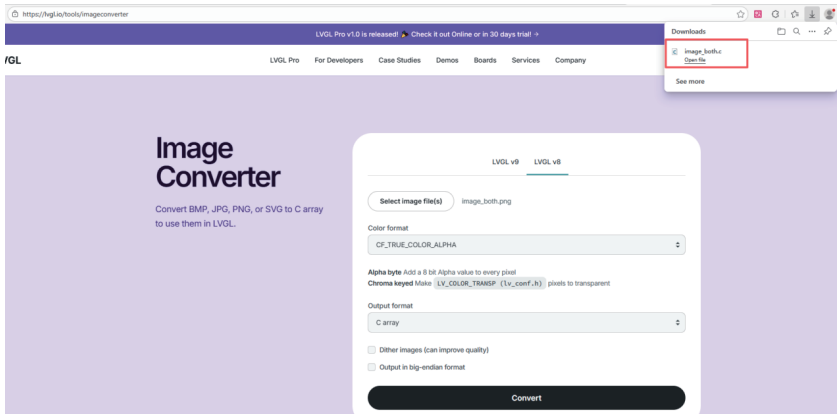 https://lvgl.io/tools/imageconverter
LVGL Pro v1.0 is released! Check it out Online or in 30 days trial! →
Downloads
image_both.c
Open file
See more
VGL
LVGL Pro For Developers Case Studies Demos Boards Services Company
Image
Converter
Convert BMP, JPG, PNG, or SVG to C array
to use them in LVGL.
LVGL v9 LVGL v8
Select image file(s) image_both.png
Color format
CF_TRUE_COLOR_ALPHA
Alpha byte Add a 8 bit Alpha value to every pixel
Chroma keyed Make LV_COLOR_TRANSP (lv_conf.h) pixels to transparent
Output format
C array
Dither images (can improve quality)
Output in big-endian format
Convert